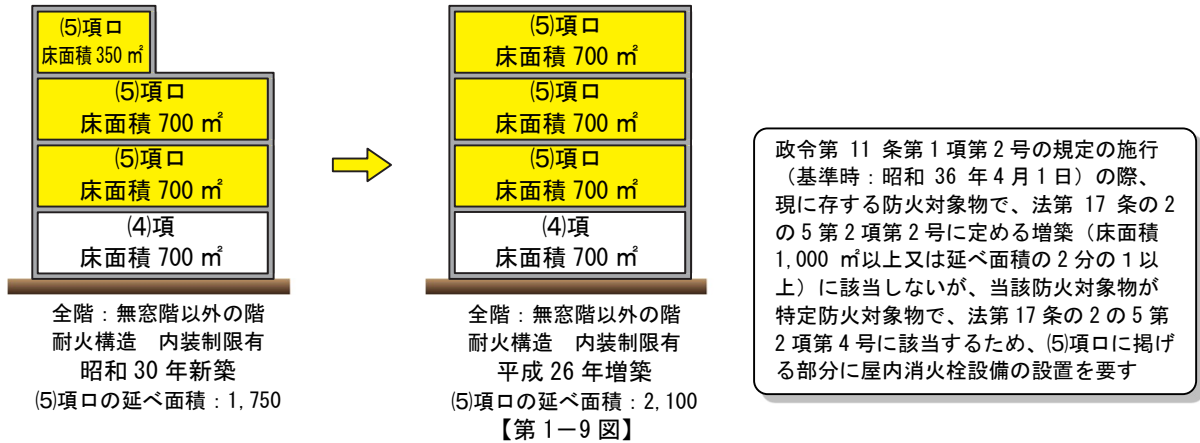 ⑸項ロ
床面積 350 ㎡
⑸項ロ
床面積 700 ㎡
⑸項ロ
床面積 700 ㎡
⑷項
床面積 700 ㎡
全階：無窓階以外の階
耐火構造 内装制限有
昭和 30 年新築
⑸項ロの延べ面積：1,750
⑸項ロ
床面積 700 ㎡
⑸項ロ
床面積 700 ㎡
⑸項ロ
床面積 700 ㎡
⑷項
床面積 700 ㎡
全階：無窓階以外の階
耐火構造 内装制限有
平成 26 年増築
⑸項ロの延べ面積：2,100
【第１－９図】
政令第 11 条第１項第２号の規定の施行
（基準時：昭和 36 年４月１日）の際、
現に存する防火対象物で、法第 17 条の２
の５第２項第２号に定める増築（床面積
1,000 ㎡以上又は延べ面積の２分の１以
上）に該当しないが、当該防火対象物が
特定防火対象物で、法第 17 条の２の５第
２項第４号に該当するため、⑸項ロに掲げ
る部分に屋内消火栓設備の設置を要す